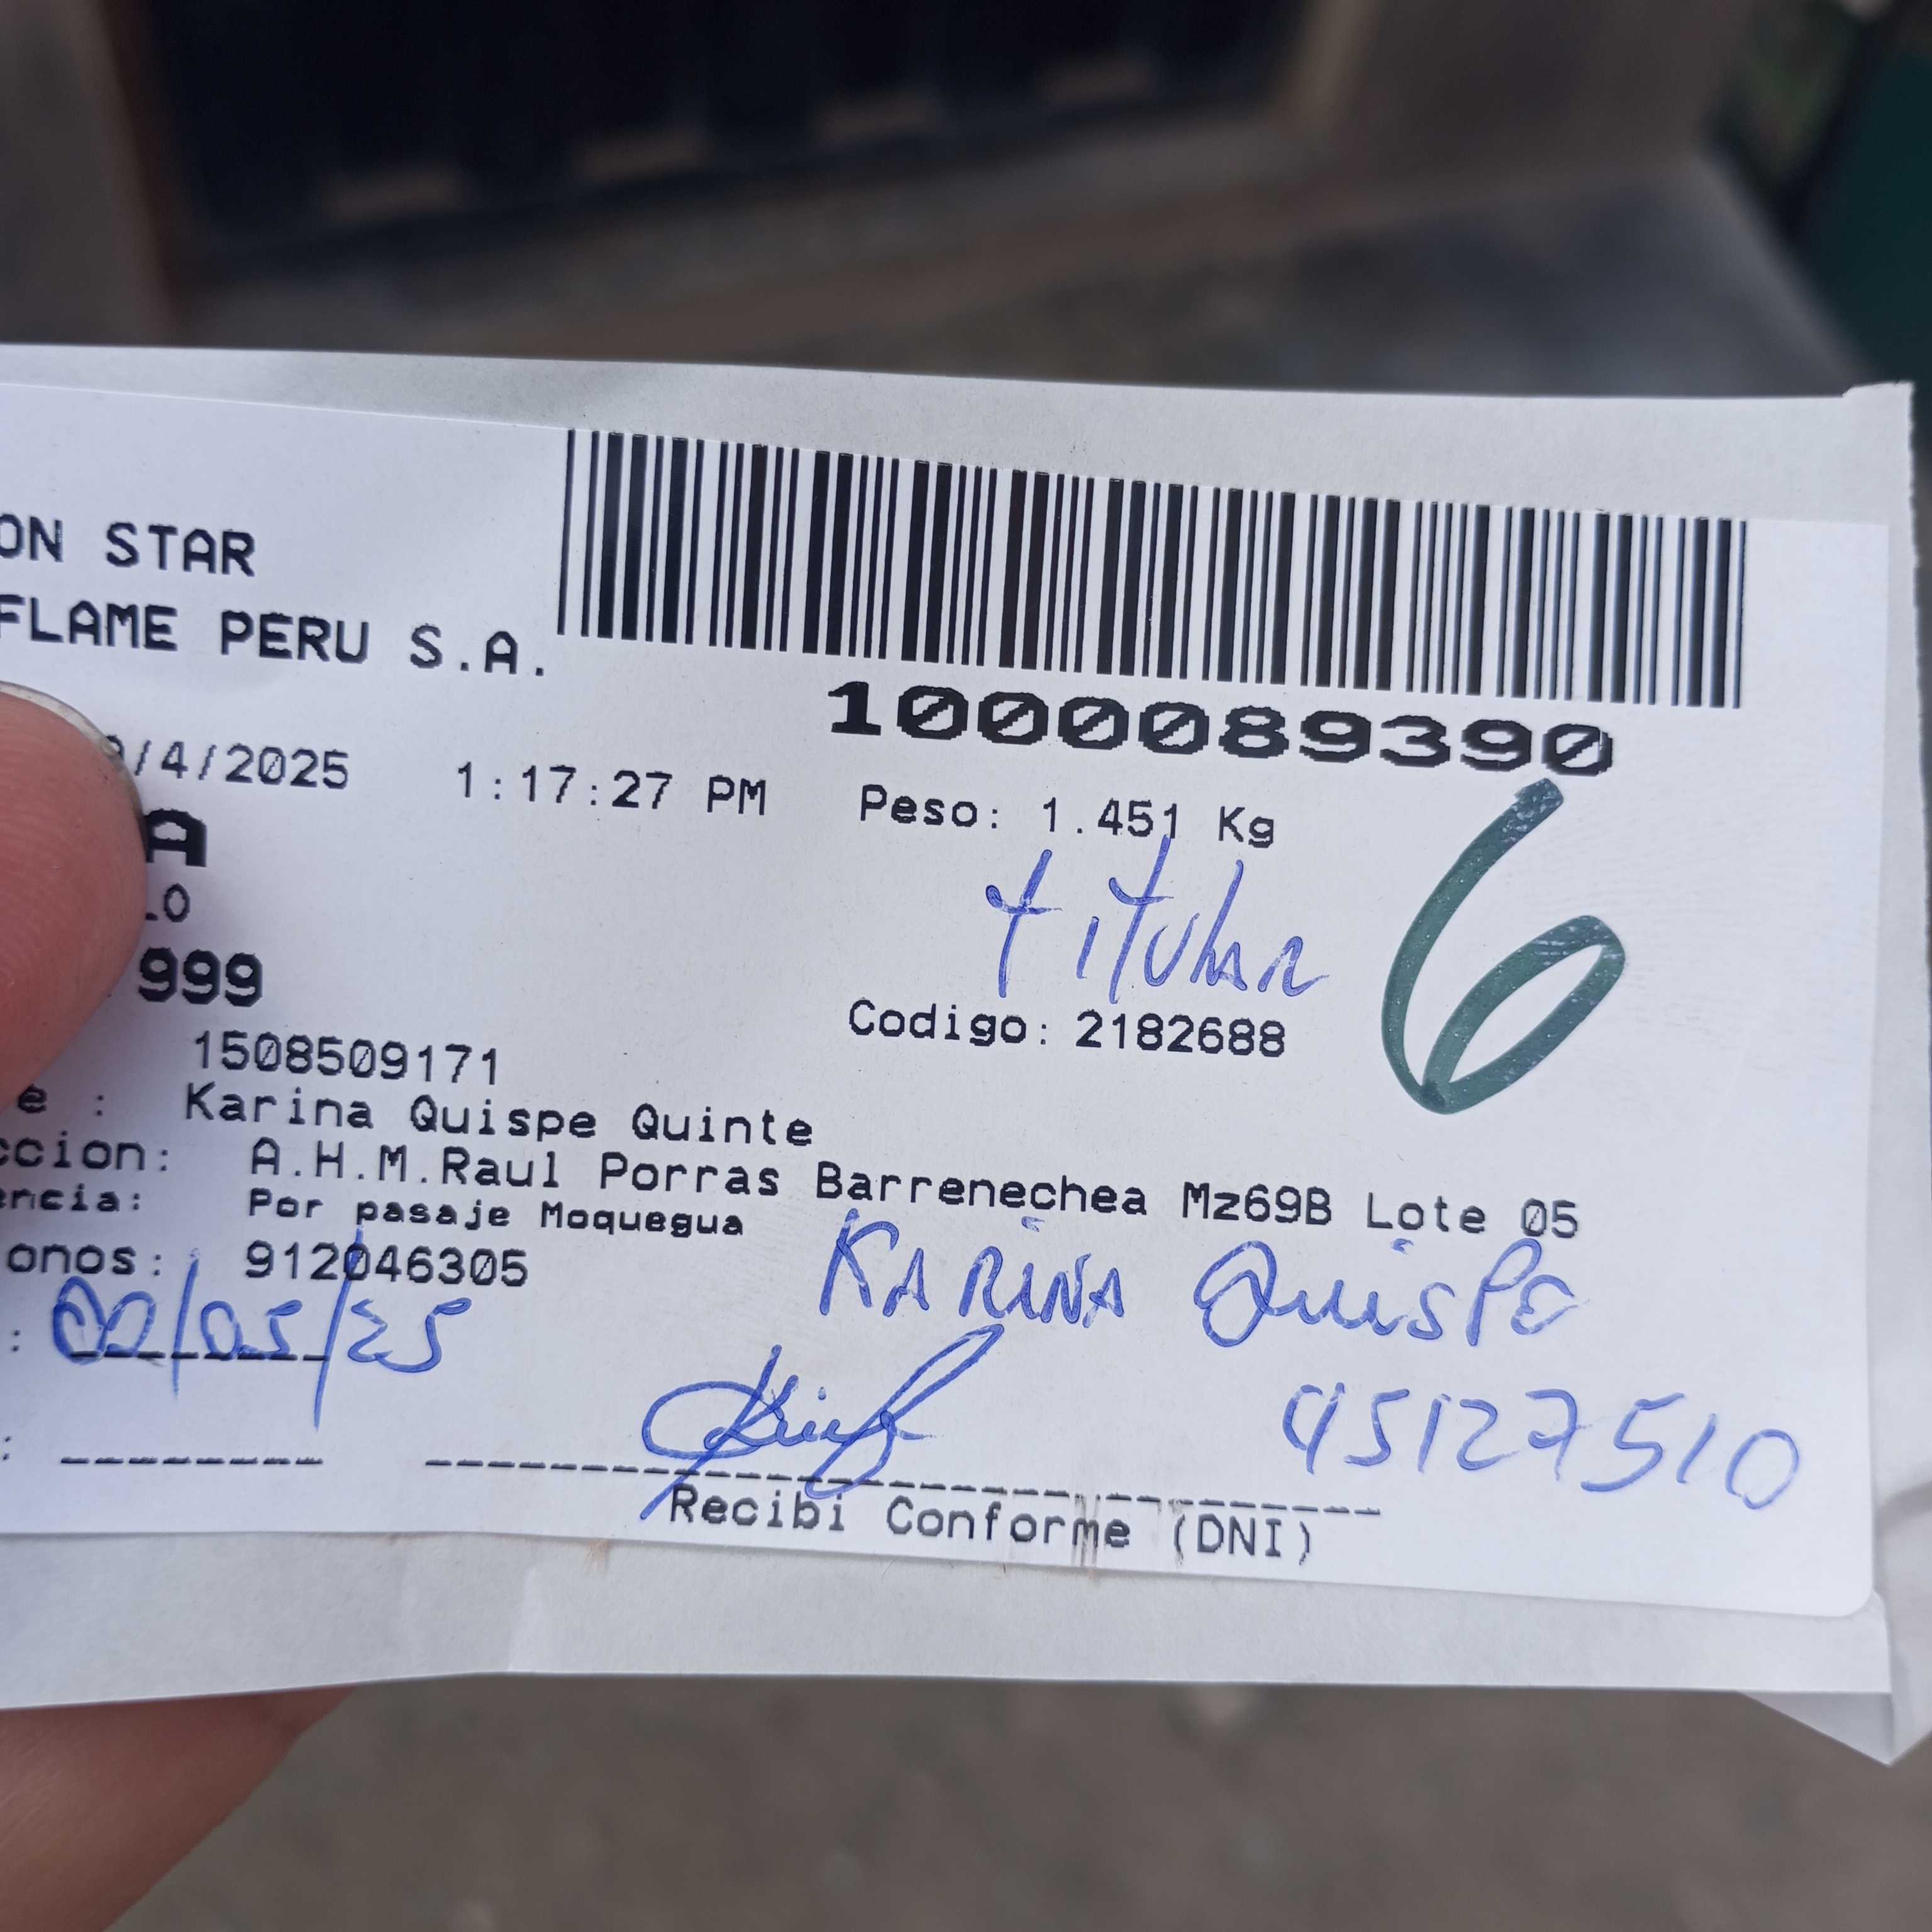 ON STAR
FLAME PERU S.A.
1000089390
/4/2025 1:17:27 PM Peso: 1.451 Kg
A
LO
titular
6
999
Codigo: 2182688
1508509171
e : Karina Quispe Quinte
ccion: A.H.M.Raul Porras Barrenechea Mz69B Lote 05
encia: Por pasaje Moquegua
onos: 912046305
KARINA QUISPE
: 02/05/25
45127510
: --------
Recibi Conforme (DNI)